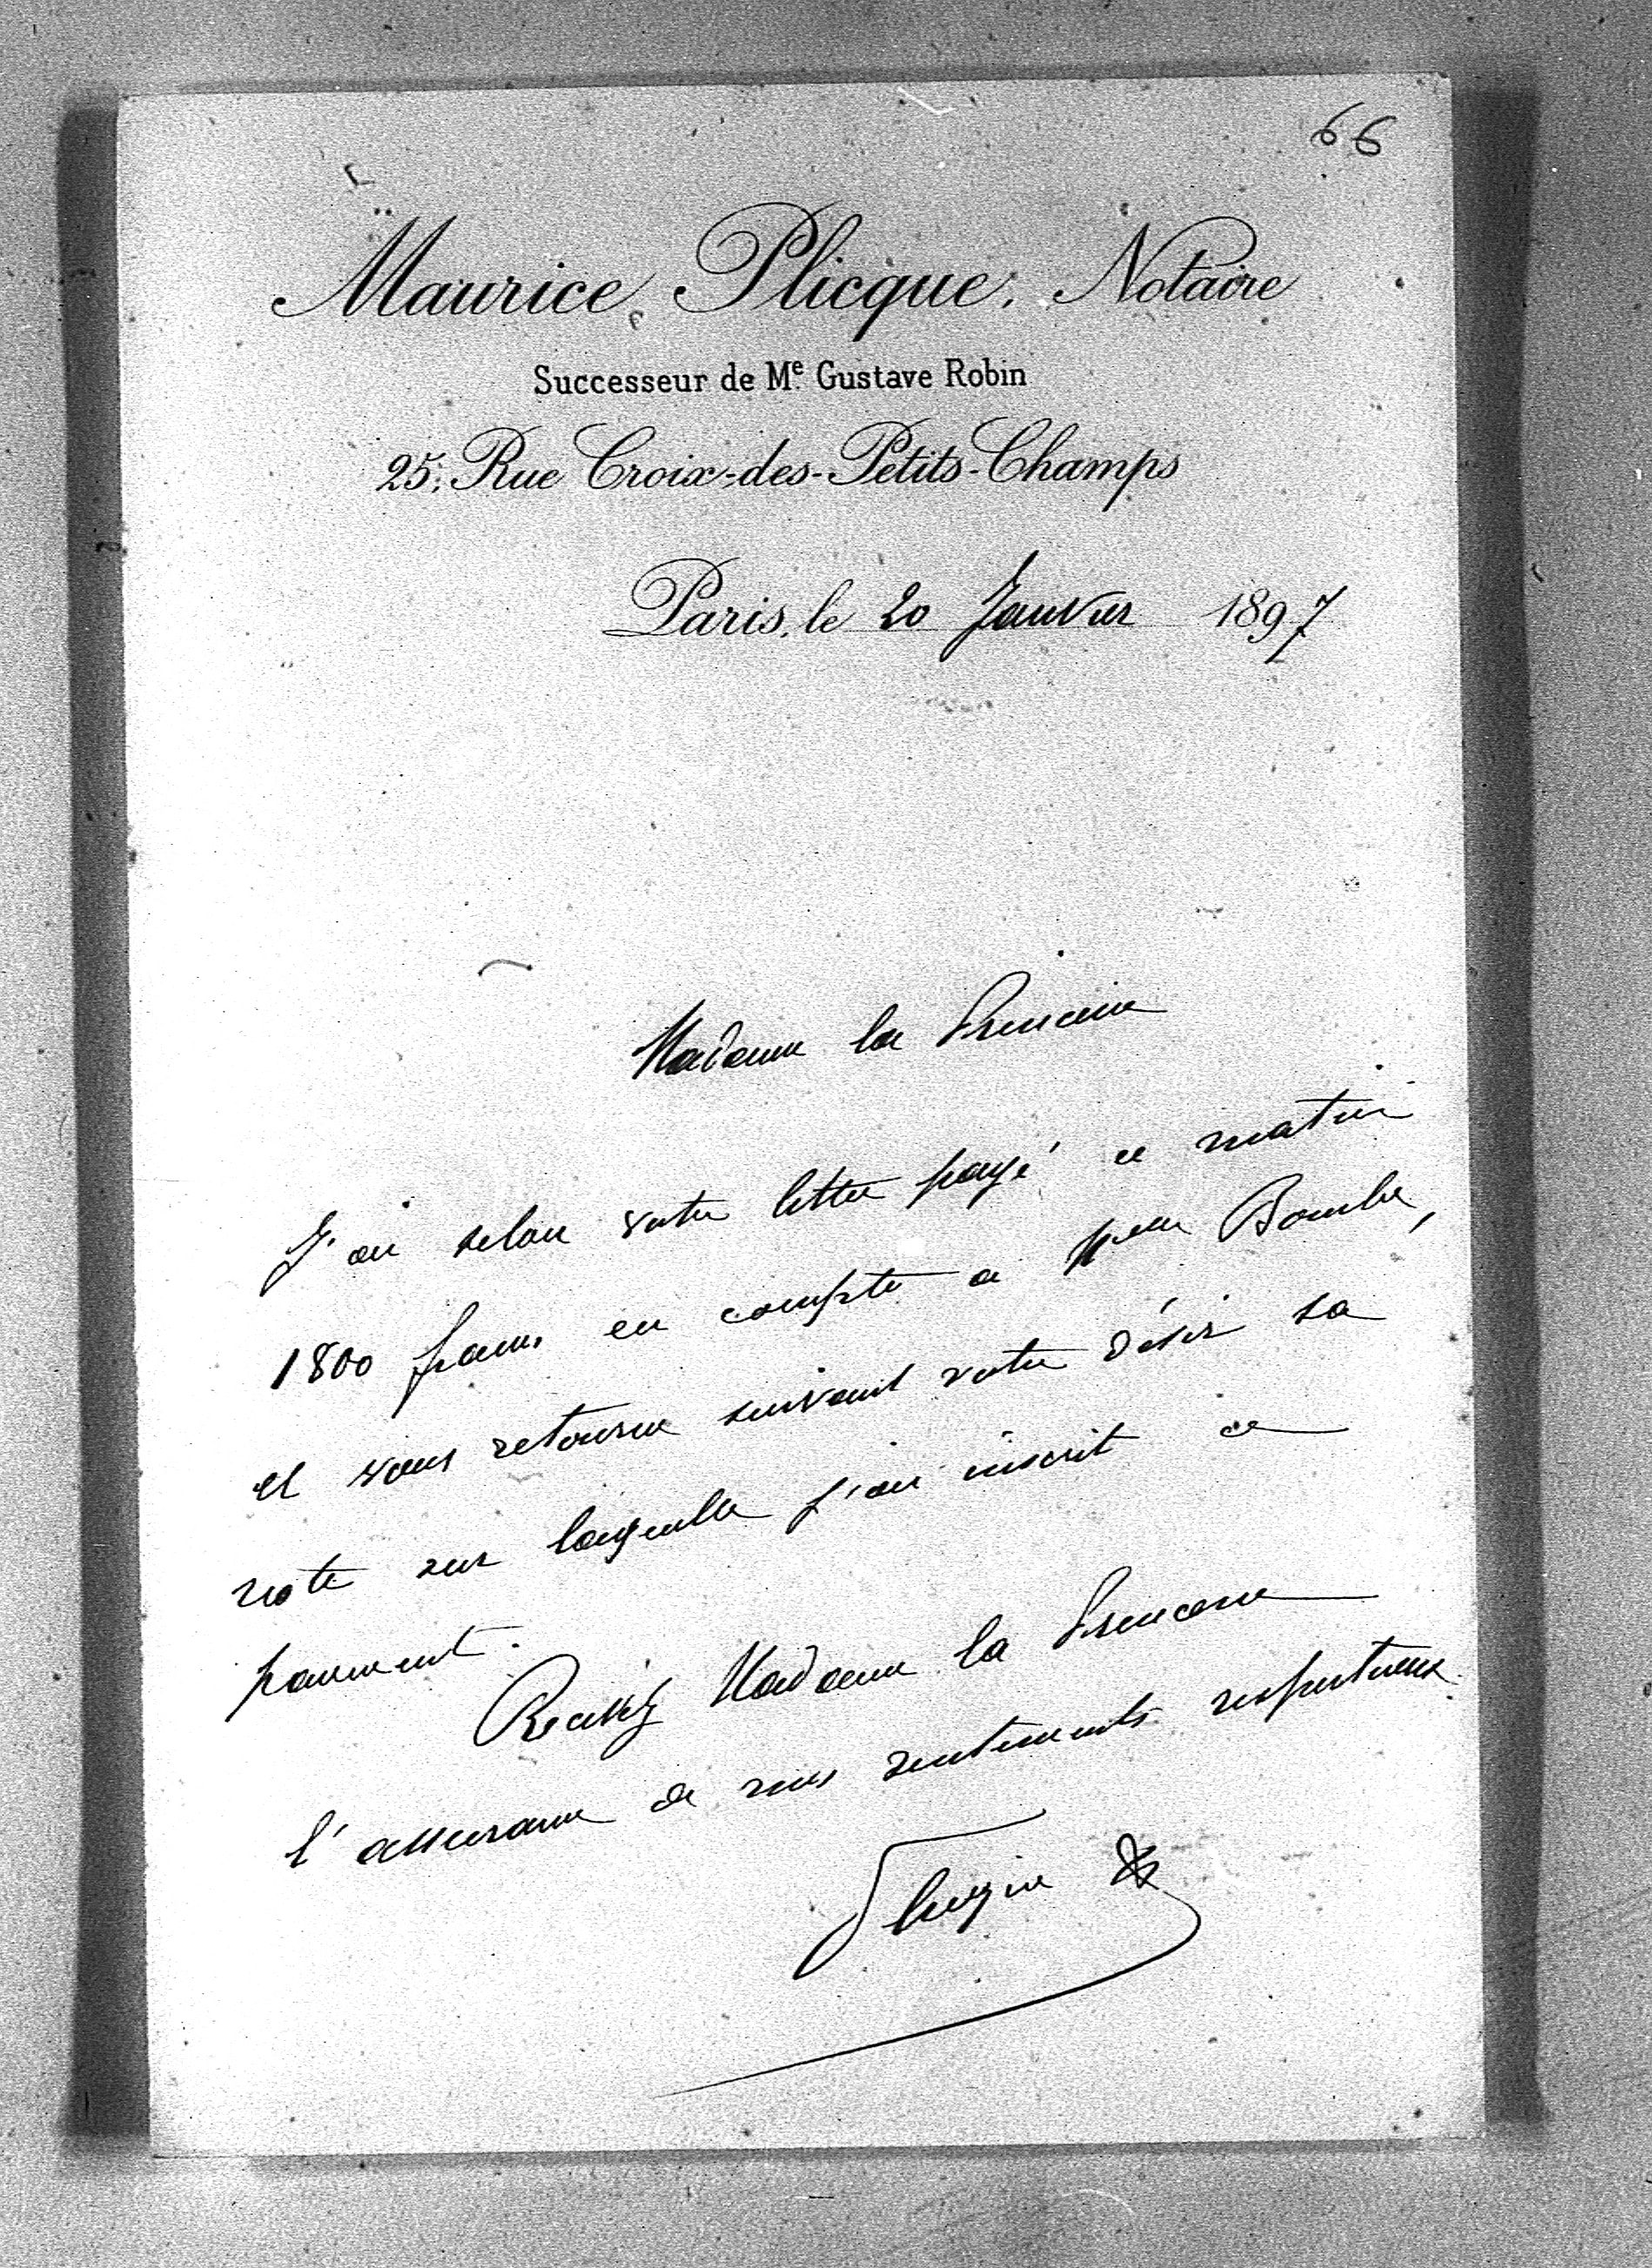 66
Maurice Plicque, Notaire
Successeur de Me. Gustave Robin
25, Rue Croix-des-Petits-Champs
Paris, le 20 Janvier 1897
Madame la Princesse
J'ai selon votre lettre payé ce matin
1800 francs en compte a Melle
et vous retourne suivant votre désir sa
note sur laquelle j'ai inscrit ce
paiement.
Recevez Madame la Princesse
l'assurance de mes sentiments respectueux.